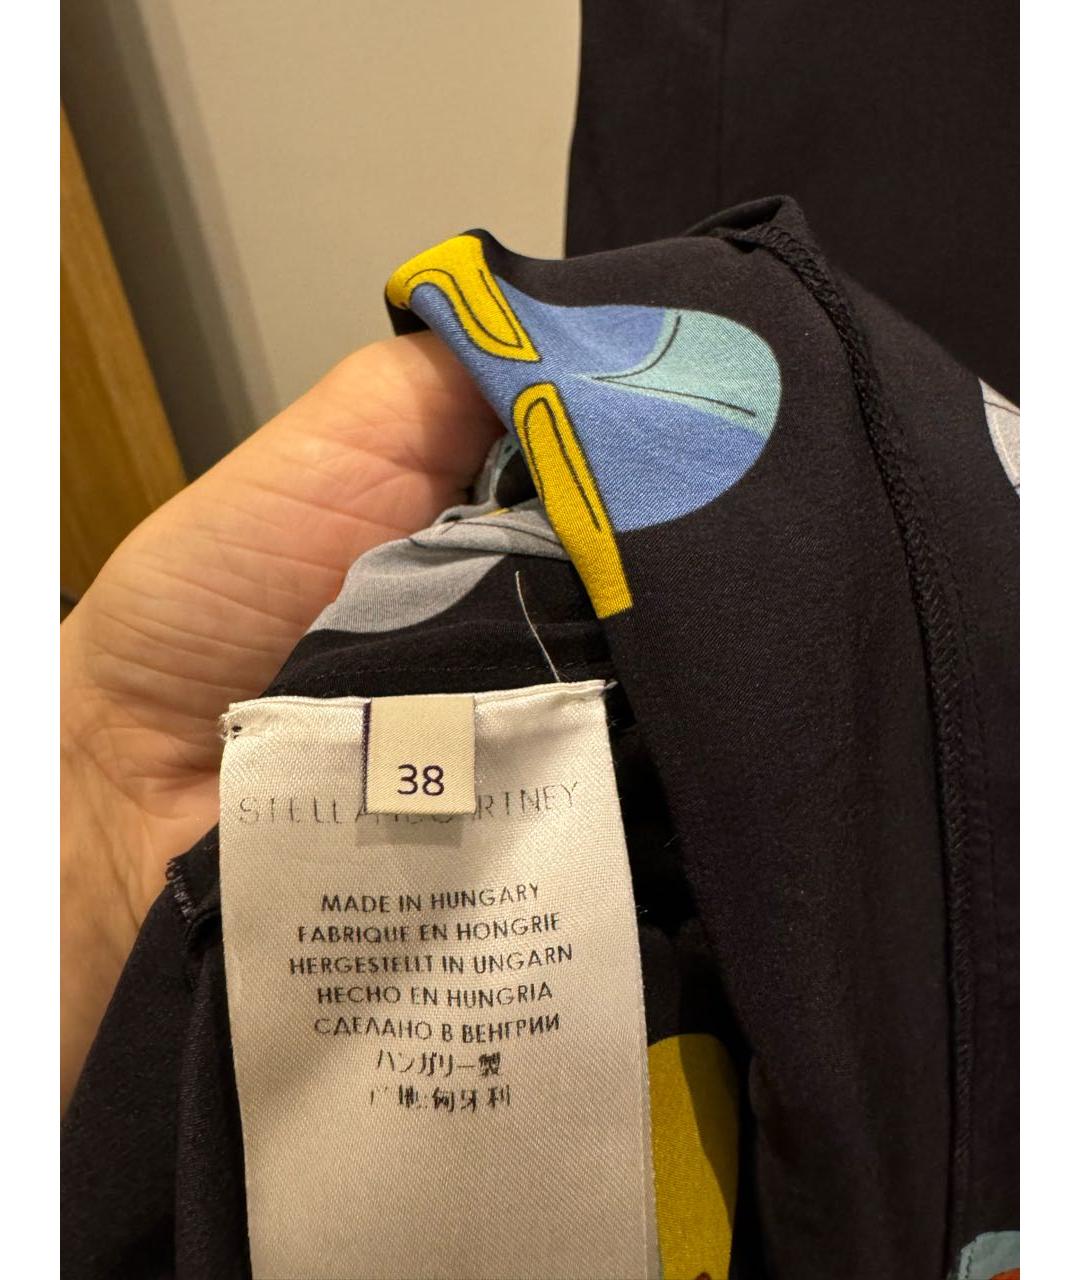 38
STELLA McCARTNEY
MADE IN HUNGARY
FABRIQUE EN HONGRIE
HERGESTELLT IN UNGARN
HECHO EN HUNGRIA
СДЕЛАНО В ВЕНГРИИ
ハンガリー製
地:匈牙利